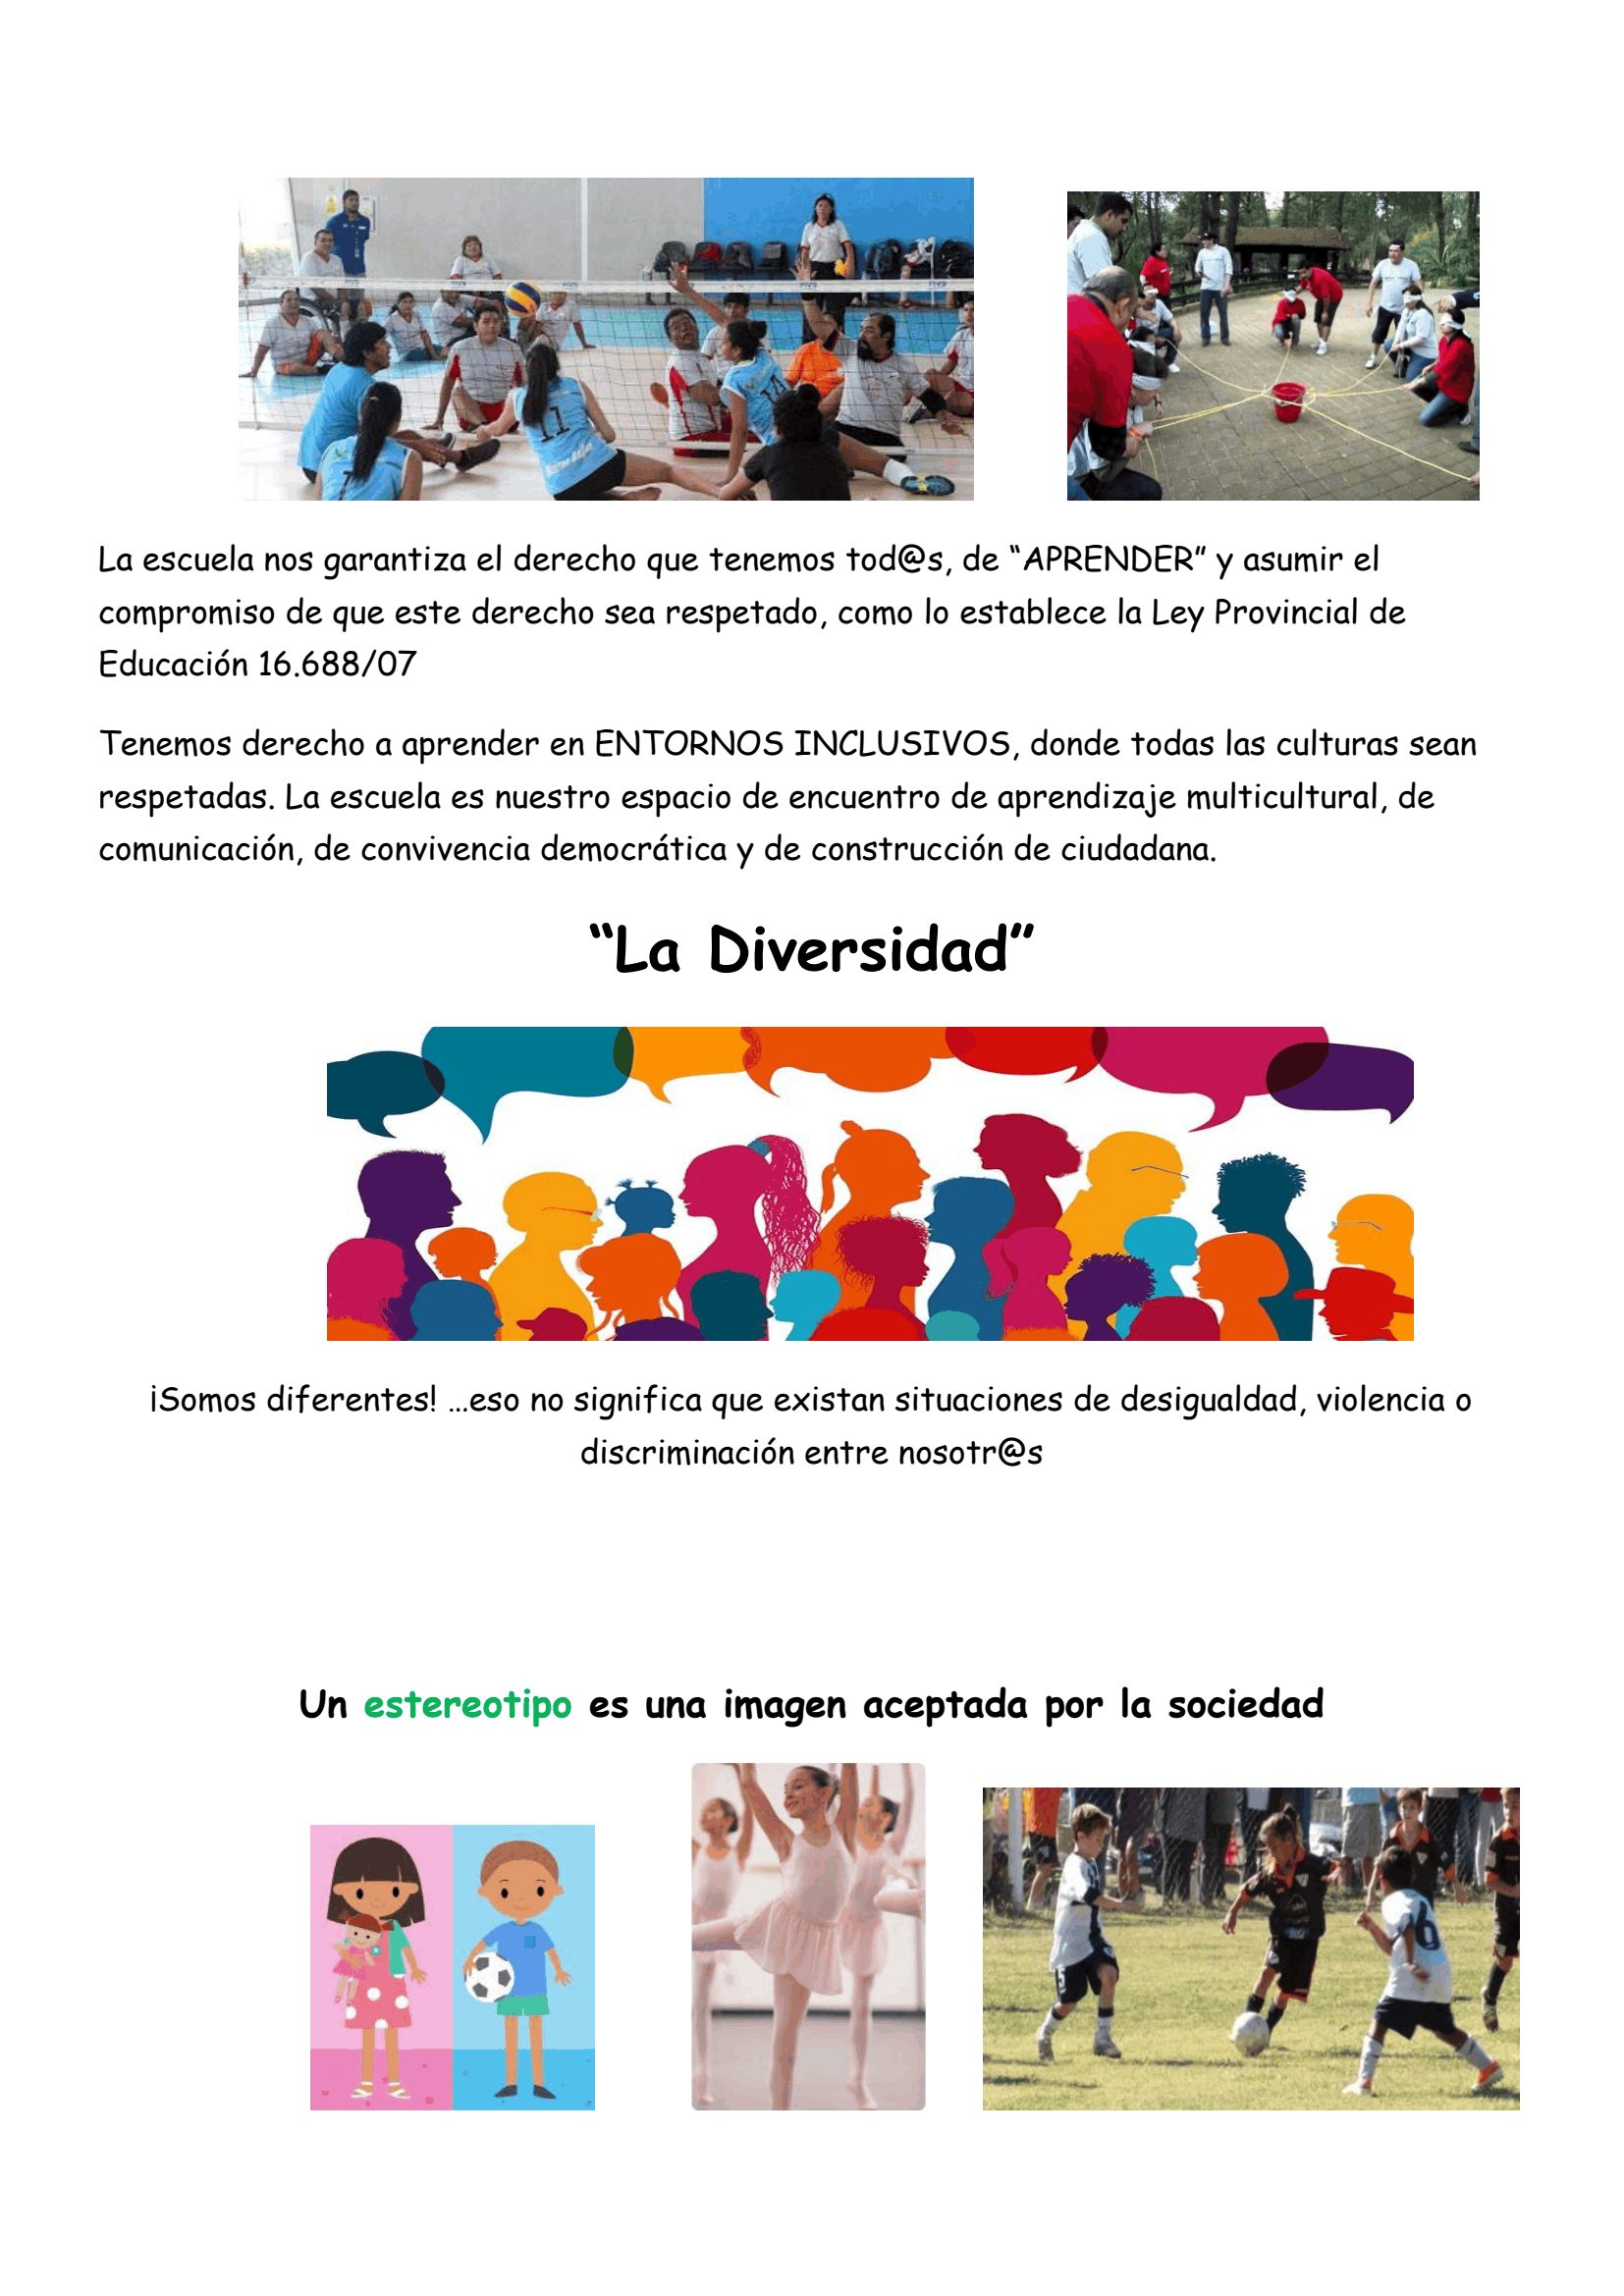 La escuela nos garantiza el derecho que tenemos tod@s, de “APRENDER” y asumir el
compromiso de que este derecho sea respetado, como lo establece la Ley Provincial de
Educación 16.688/07
Tenemos derecho a aprender en ENTORNOS INCLUSIVOS, donde todas las culturas sean
respetadas. La escuela es nuestro espacio de encuentro de aprendizaje multicultural, de
comunicación, de convivencia democrática y de construcción de ciudadana.
“La Diversidad”
¡Somos diferentes! …eso no significa que existan situaciones de desigualdad, violencia o
discriminación entre nosotr@s
Un estereotipo es una imagen aceptada por la sociedad